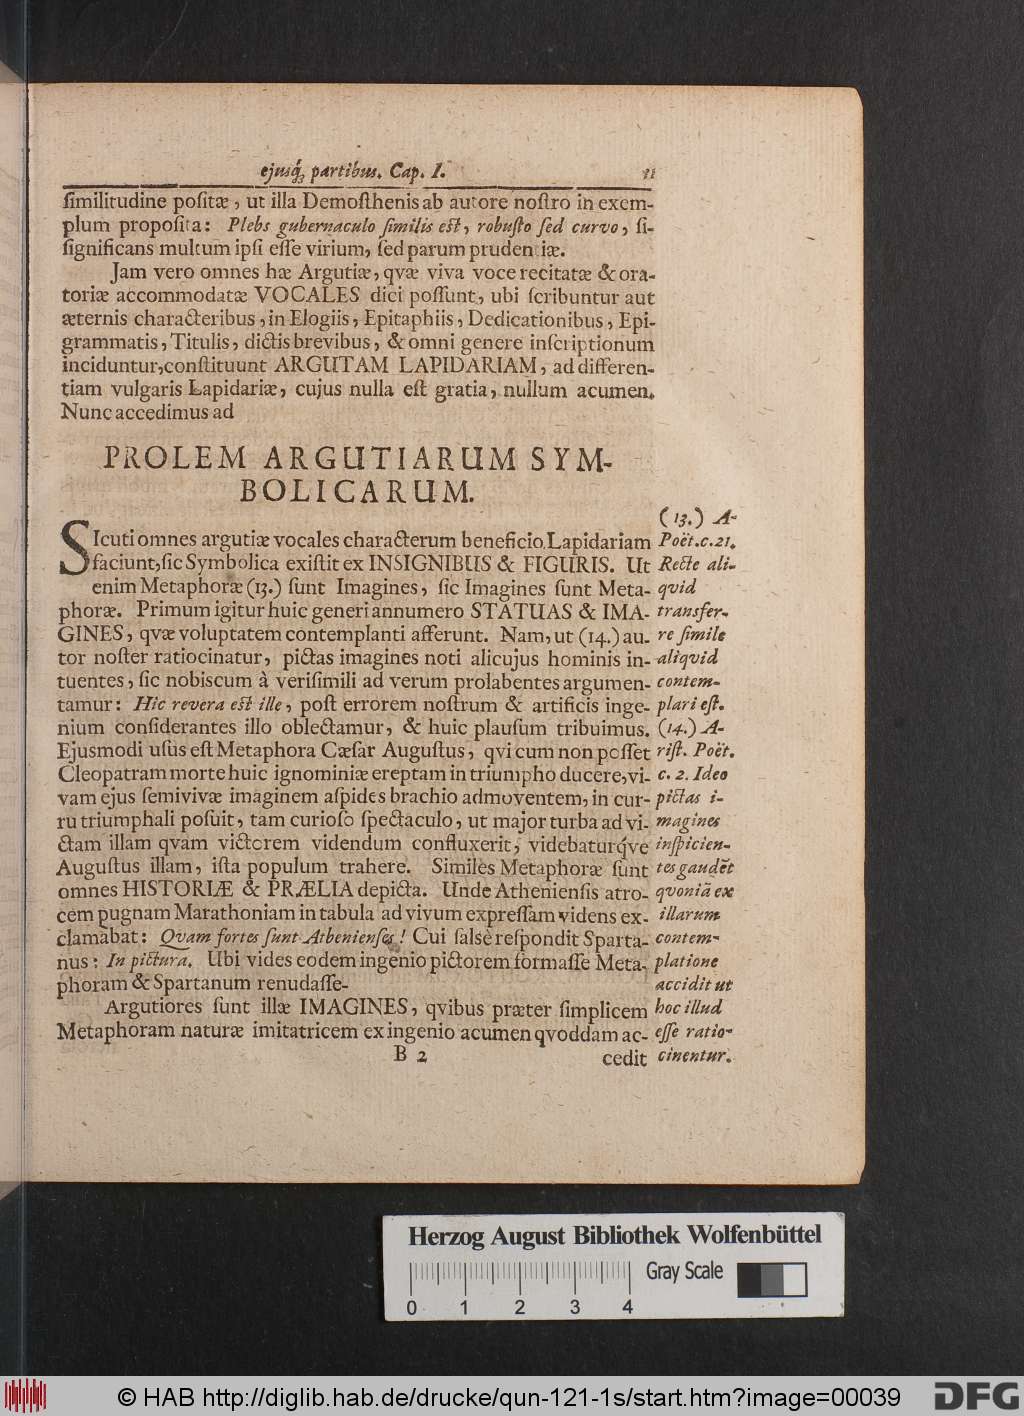 ejusq́; partibus. Cap. I. 11
ſimilitudine poſitæ, ut illa Demoſthenis ab autore noſtro in exem-
plum propoſita: Plebs gubernaculo ſimilis eſt, robuſto ſed curvo, ſi-
ſignificans multum ipſi eſſe virium, ſed parum prudentiæ.
Jam vero omnes hæ Argutiæ, qvæ viva voce recitatæ & ora-
toriæ accommodatæ VOCALES dici poſſunt, ubi ſcribuntur aut
æternis characteribus, in Elogiis, Epitaphiis, Dedicationibus, Epi-
grammatis, Titulis, dictis brevibus, & omni genere inſcriptionum
inciduntur, conſtituunt ARGUTAM LAPIDARIAM, ad differen-
tiam vulgaris Lapidariæ, cujus nulla eſt gratia, nullum acumen.
Nunc accedimus ad
PROLEM ARGUTIARUM SYM-
BOLICARUM.
SIcuti omnes argutiæ vocales characterum beneficio Lapidariam
faciunt, ſic Symbolica exiſtit ex INSIGNIBUS & FIGURIS. Ut
enim Metaphoræ (13.) ſunt Imagines, ſic Imagines ſunt Meta-
phoræ. Primum igitur huic generi annumero STATUAS & IMA-
GINES, qvæ voluptatem contemplanti afferunt. Nam, ut (14.) au-
tor noſter ratiocinatur, pictas imagines noti alicujus hominis in-
tuentes, ſic nobiscum à veriſimili ad verum prolabentes argumen-
tamur: Hic revera eſt ille, poſt errorem noſtrum & artificis inge-
nium conſiderantes illo oblectamur, & huic plauſum tribuimus.
Ejusmodi uſus eſt Metaphora Cæſar Auguſtus, qvi cum non poſſet
Cleopatram morte huic ignominiæ ereptam in triumpho ducere, vi-
vam ejus ſemivivæ imaginem aſpides brachio admoventem, in cur-
ru triumphali poſuit, tam curioſo ſpectaculo, ut major turba ad vi-
ctam illam qvam victorem videndum confluxerit, videbaturq́ve
Auguſtus illam, iſta populum trahere. Similes Metaphoræ ſunt
omnes HISTORIÆ & PRÆLIA depicta. Unde Athenienſis atro-
cem pugnam Marathoniam in tabula ad vivum expreſſam videns ex-
clamabat: Qvam fortes ſunt Athenienſes! Cui ſalsè reſpondit Sparta-
nus: In pictura. Ubi vides eodem ingenio pictorem formaſſe Meta-
phoram & Spartanum renudaſſe-
Argutiores ſunt illæ IMAGINES, qvibus præter ſimplicem
Metaphoram naturæ imitatricem ex ingenio acumen qvoddam ac-
B 2 cedit
(13.) A-
Poët. c. 21.
Recte ali-
qvid
transfer-
re ſimile
aliqvid
contem-
plari eſt.
(14.) A-
riſt. Poët.
c. 2. Ideo
pictas i-
magines
inſpicien-
tes gaudẽt
qvoniã ex
illarum
contem-
platione
accidit ut
hoc illud
eſſe ratio-
cinentur.
Herzog August Bibliothek Wolfenbüttel
Gray Scale
0 1 2 3 4
© HAB http://diglib.hab.de/drucke/qun-121-1s/start.htm?image=00039
DFG